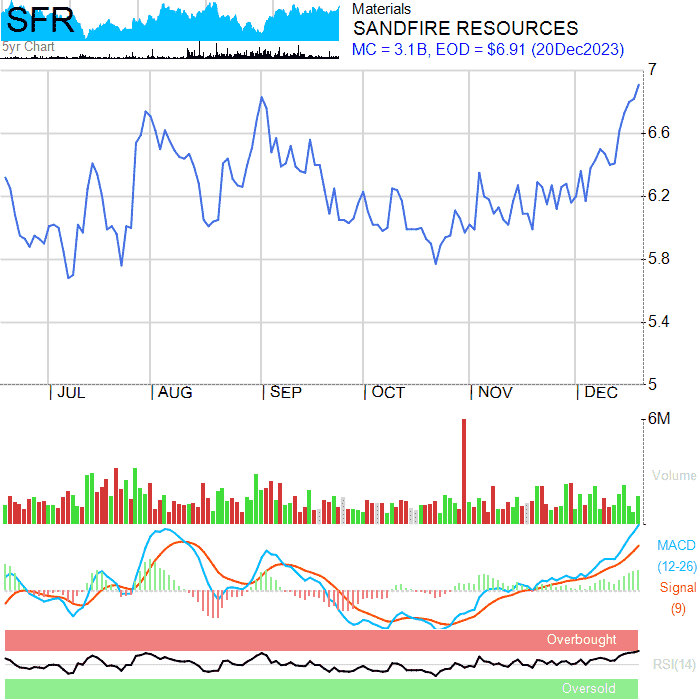 SFR
5yr Chart
Materials
SANDFIRE RESOURCES
MC = 3.1B, EOD = $6.91 (20Dec2023)
7
6.6
6.2
5.8
5.4
5
JUL
AUG
SEP
OCT
NOV
DEC
6M
Volume
MACD
(12-26)
Signal
(9)
Overbought
RSI(14)
Oversold